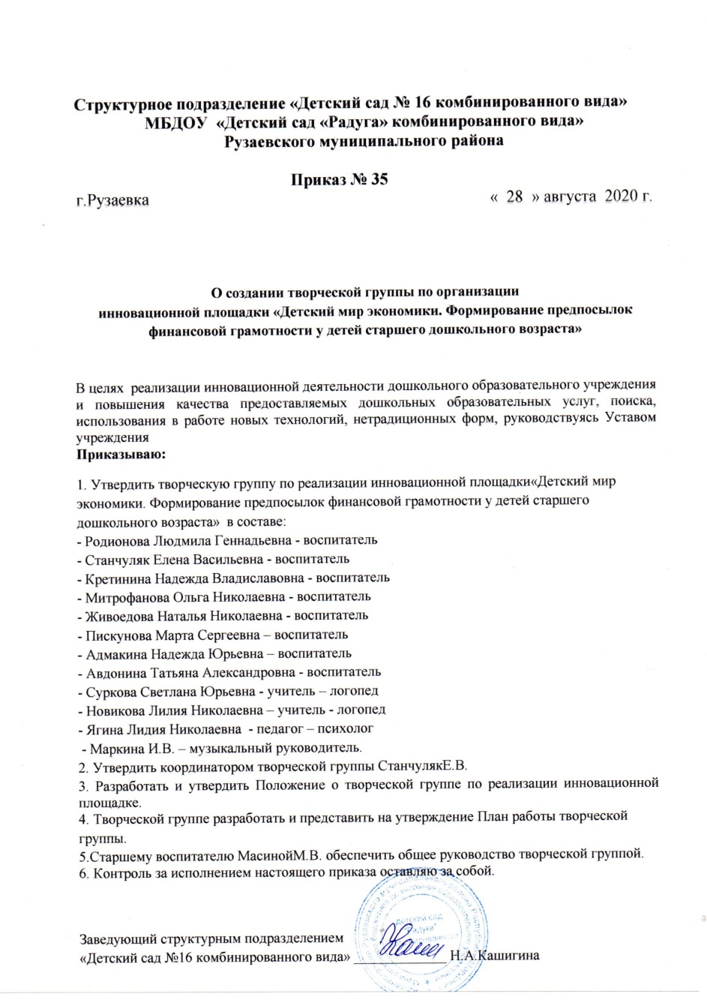 Структурное подразделение «Детский сад № 16 комбинированного вида»
МБДОУ «Детский сад «Радуга» комбинированного вида»
Рузаевского муниципального района
Приказ № 35
г.Рузаевка « 28 » августа 2020 г.
О создании творческой группы по организации
инновационной площадки «Детский мир экономики. Формирование предпосылок
финансовой грамотности у детей старшего дошкольного возраста»
В целях реализации инновационной деятельности дошкольного образовательного учреждения
и повышения качества предоставляемых дошкольных образовательных услуг, поиска,
использования в работе новых технологий, нетрадиционных форм, руководствуясь Уставом
учреждения
Приказываю:
1. Утвердить творческую группу по реализации инновационной площадки«Детский мир
экономики. Формирование предпосылок финансовой грамотности у детей старшего
дошкольного возраста» в составе:
- Родионова Людмила Геннадьевна - воспитатель
- Станчуляк Елена Васильевна - воспитатель
- Кретинина Надежда Владиславовна - воспитатель
- Митрофанова Ольга Николаевна - воспитатель
- Живоедова Наталья Николаевна - воспитатель
- Пискунова Марта Сергеевна – воспитатель
- Адмакина Надежда Юрьевна – воспитатель
- Авдонина Татьяна Александровна - воспитатель
- Суркова Светлана Юрьевна - учитель – логопед
- Новикова Лилия Николаевна – учитель - логопед
- Ягина Лидия Николаевна - педагог – психолог
- Маркина И.В. – музыкальный руководитель.
2. Утвердить координатором творческой группы СтанчулякЕ.В.
3. Разработать и утвердить Положение о творческой группе по реализации инновационной
площадке.
4. Творческой группе разработать и представить на утверждение План работы творческой
группы.
5.Старшему воспитателю МасинойМ.В. обеспечить общее руководство творческой группой.
6. Контроль за исполнением настоящего приказа оставляю за собой.
Детский сад
Заведующий структурным подразделением
«Детский сад №16 комбинированного вида» ______________ Н.А.Кашигина